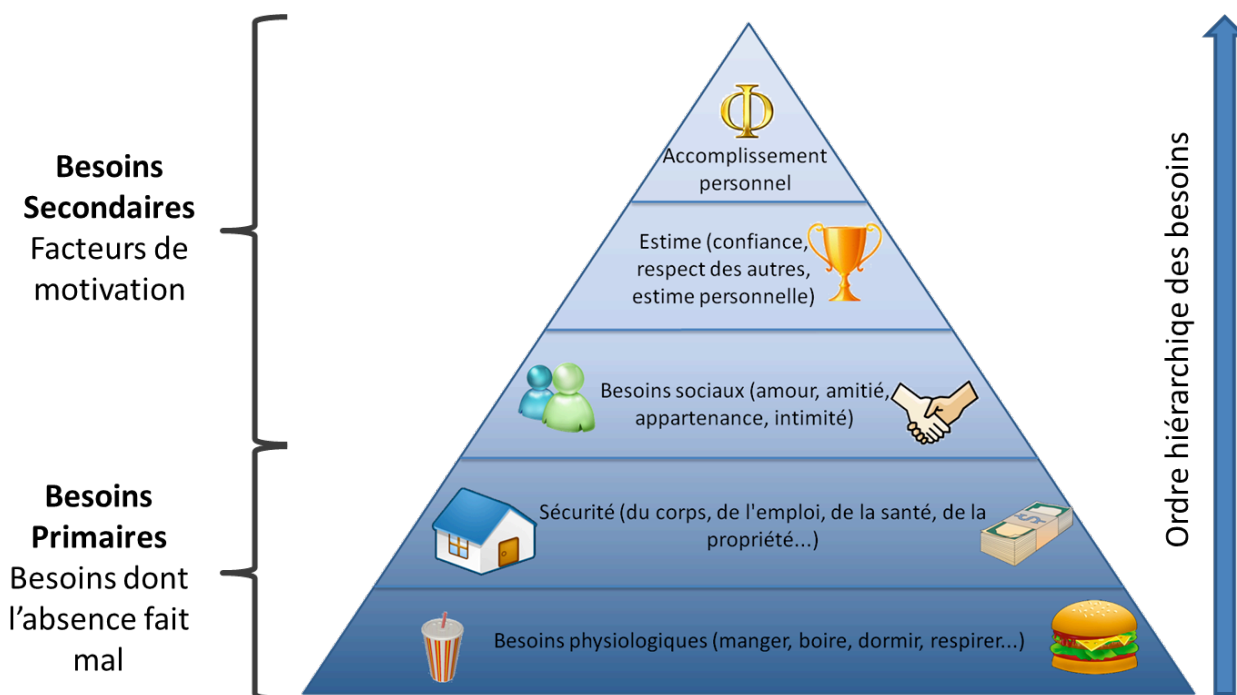 Besoins
Secondaires
Facteurs de
motivation
Besoins
Primaires
Besoins dont
l’absence fait
mal
Φ
Accomplissement
personnel
Estime (confiance,
respect des autres,
estime personnelle)
Besoins sociaux (amour, amitié,
appartenance, intimité)
Sécurité (du corps, de l'emploi, de la santé, de la
propriété...)
$
Besoins physiologiques (manger, boire, dormir, respirer...)
Ordre hiérarchiqe des besoins